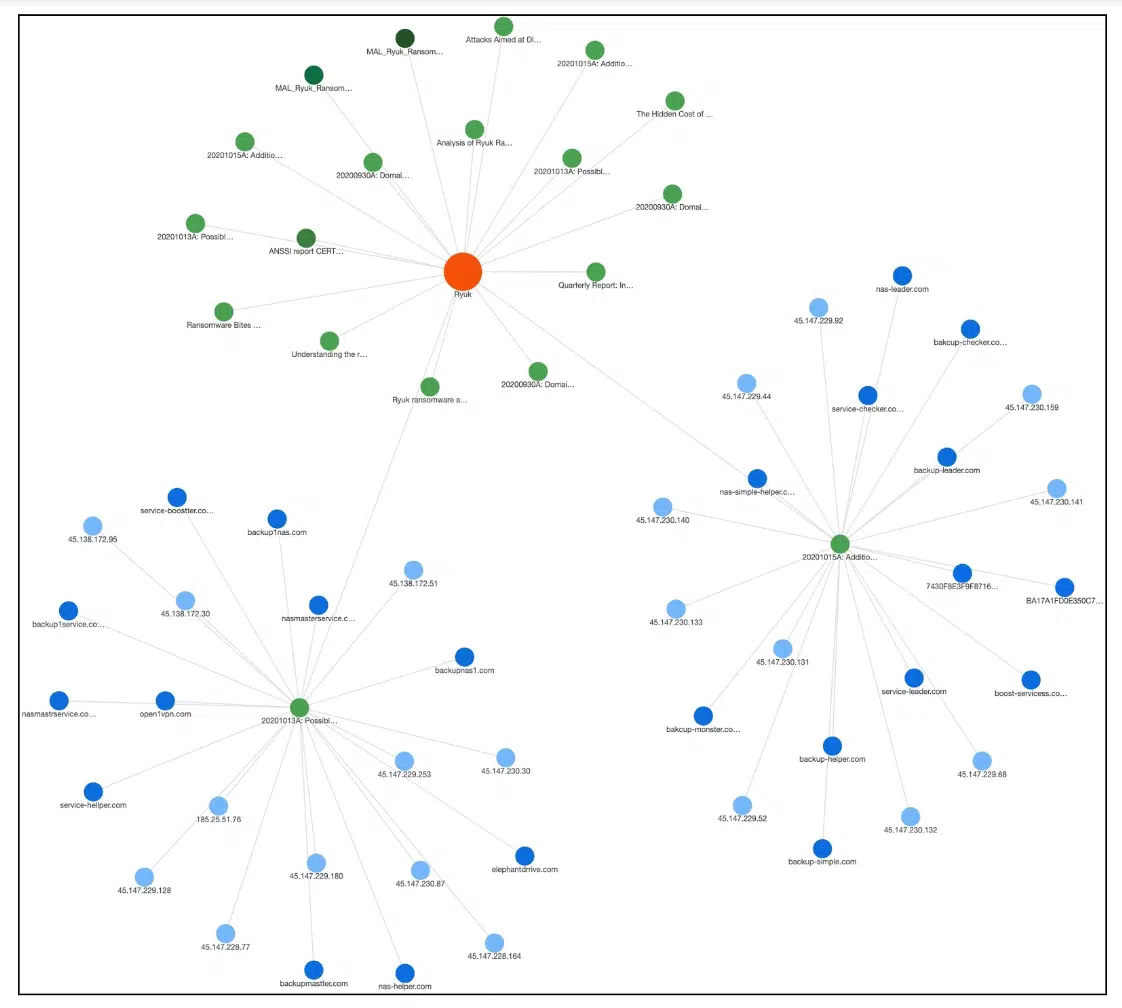 Attacks Aimed at Di...
MAL_Ryuk_Ransom...
20201015A: Additio...
MAL_Ryuk_Ransom...
The Hidden Cost of ...
Analysis of Ryuk Ra...
20201015A: Additio...
20200930A: Domai...
20201013A: Possibl...
20200930A: Domai...
20201013A: Possibl...
ANSSI report CERT...
Ryuk
Quarterly Report: In...
Ransomware Bites ...
Understanding the r...
Ryuk ransomware a...
20200930A: Domai...
nas-leader.com
45.147.229.92
bakcup-checker.co...
45.147.229.44
service-checker.co...
45.147.230.159
backup-leader.com
nas-simple-helper.c...
45.147.230.141
45.147.230.140
20201015A: Additio...
7430F8E3F9F8716...
BA17A1FD0E350C7...
45.147.230.133
45.147.230.131
service-leader.com
boost-servicess.co...
bakcup-monster.co...
backup-helper.com
45.147.229.68
45.147.229.52
45.147.230.132
backup-simple.com
service-boostter.co...
backup1nas.com
45.138.172.95
45.138.172.51
45.138.172.30
nasmasterservice.c...
backup1service.co...
backupnas1.com
nasmastrservice.co...
open1vpn.com
20201013A: Possibl...
45.147.229.253
45.147.230.30
service-hellper.com
185.25.51.76
elephantdrrive.com
45.147.229.180
45.147.230.87
45.147.229.128
45.147.228.77
45.147.228.164
backupmastter.com
nas-helper.com